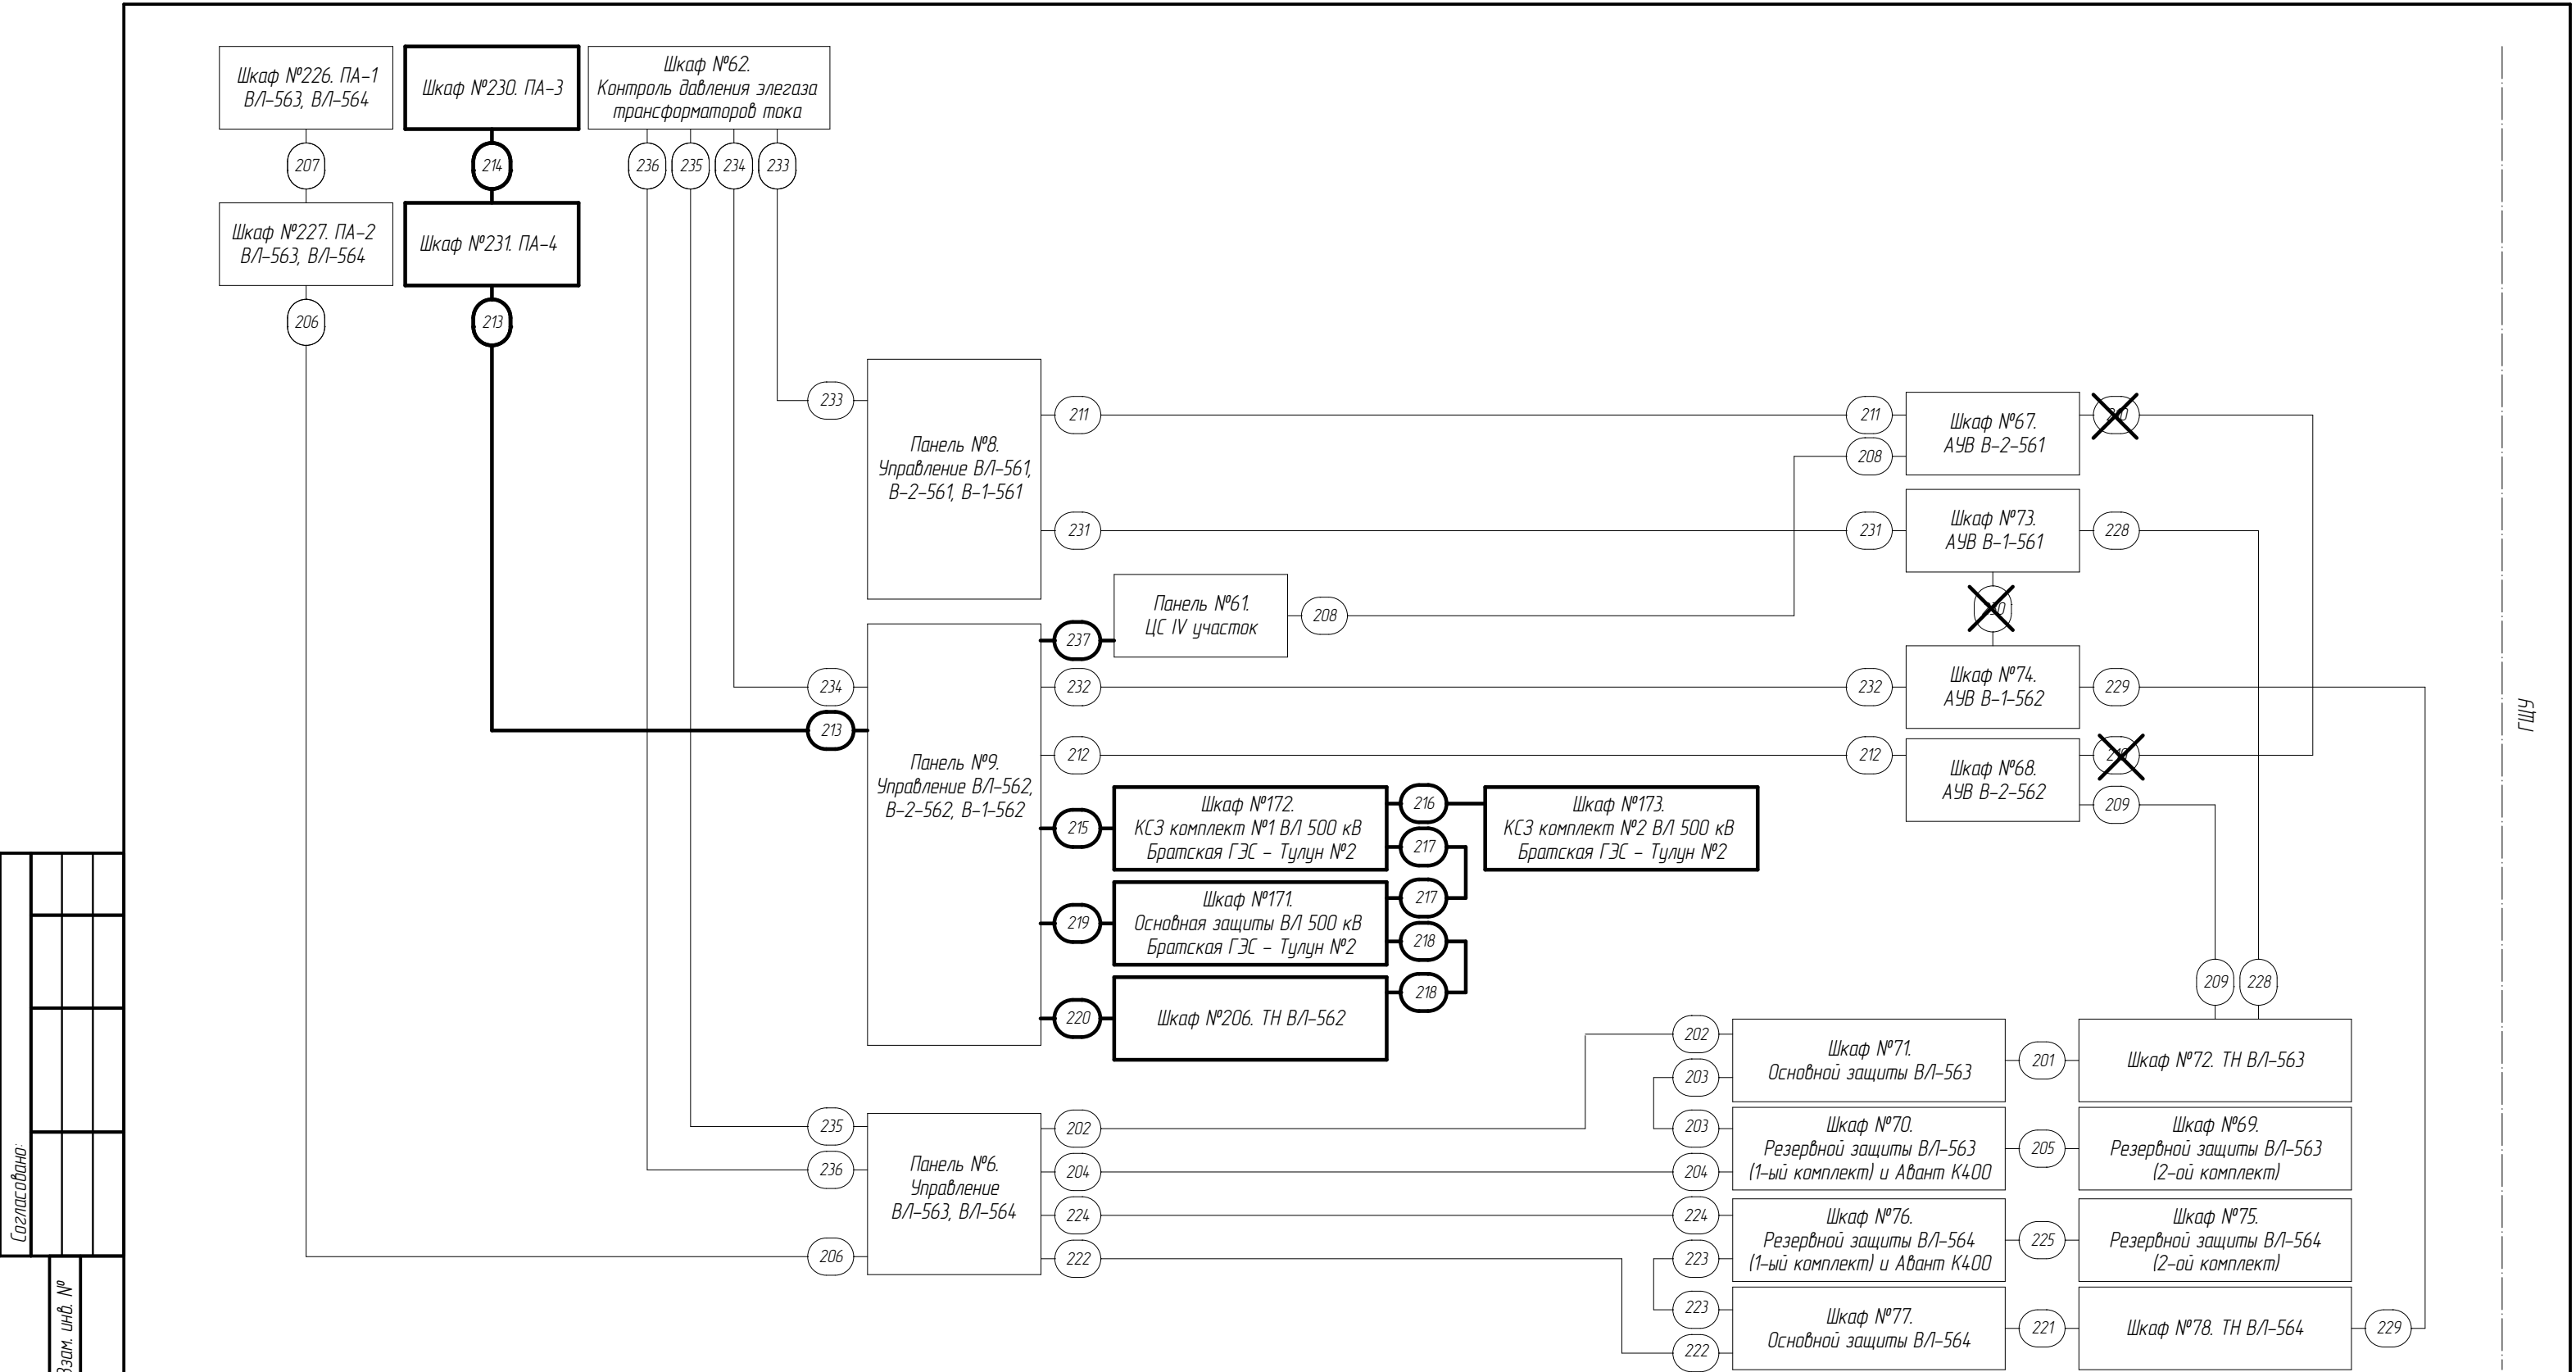 Шкаф №226. ПА-1
ВЛ-563, ВЛ-564
Шкаф №230. ПА-3
Шкаф №62.
Контроль давления элегаза
трансформаторов тока
207
214
236
235
234
233
Шкаф №227. ПА-2
ВЛ-563, ВЛ-564
Шкаф №231. ПА-4
206
213
233
Панель №8.
Управление ВЛ-561,
В-2-561, В-1-561
211
231
211
208
Шкаф №67.
АУВ В-2-561
231
Шкаф №73.
АУВ В-1-561
228
Панель №61.
ЦС IV участок
208
237
234
213
Панель №9.
Управление ВЛ-562,
В-2-562, В-1-562
232
212
232
Шкаф №74.
АУВ В-1-562
229
212
Шкаф №68.
АУВ В-2-562
209
ГЩУ
215
Шкаф №172.
КСЗ комплект №1 ВЛ 500 кВ
Братская ГЭС - Тулун №2
216
217
Шкаф №173.
КСЗ комплект №2 ВЛ 500 кВ
Братская ГЭС - Тулун №2
219
Шкаф №171.
Основная защиты ВЛ 500 кВ
Братская ГЭС - Тулун №2
217
218
220
Шкаф №206. ТН ВЛ-562
218
209
228
202
203
Шкаф №71.
Основной защиты ВЛ-563
201
Шкаф №72. ТН ВЛ-563
235
236
206
Панель №6.
Управление
ВЛ-563, ВЛ-564
202
204
224
222
203
204
Шкаф №70.
Резервной защиты ВЛ-563
(1-ый комплект) и Авант К400
205
Шкаф №69.
Резервной защиты ВЛ-563
(2-ой комплект)
224
223
Шкаф №76.
Резервной защиты ВЛ-564
(1-ый комплект) и Авант К400
225
Шкаф №75.
Резервной защиты ВЛ-564
(2-ой комплект)
223
222
Шкаф №77.
Основной защиты ВЛ-564
221
Шкаф №78. ТН ВЛ-564
229
Согласовано:
Взам. инв. №